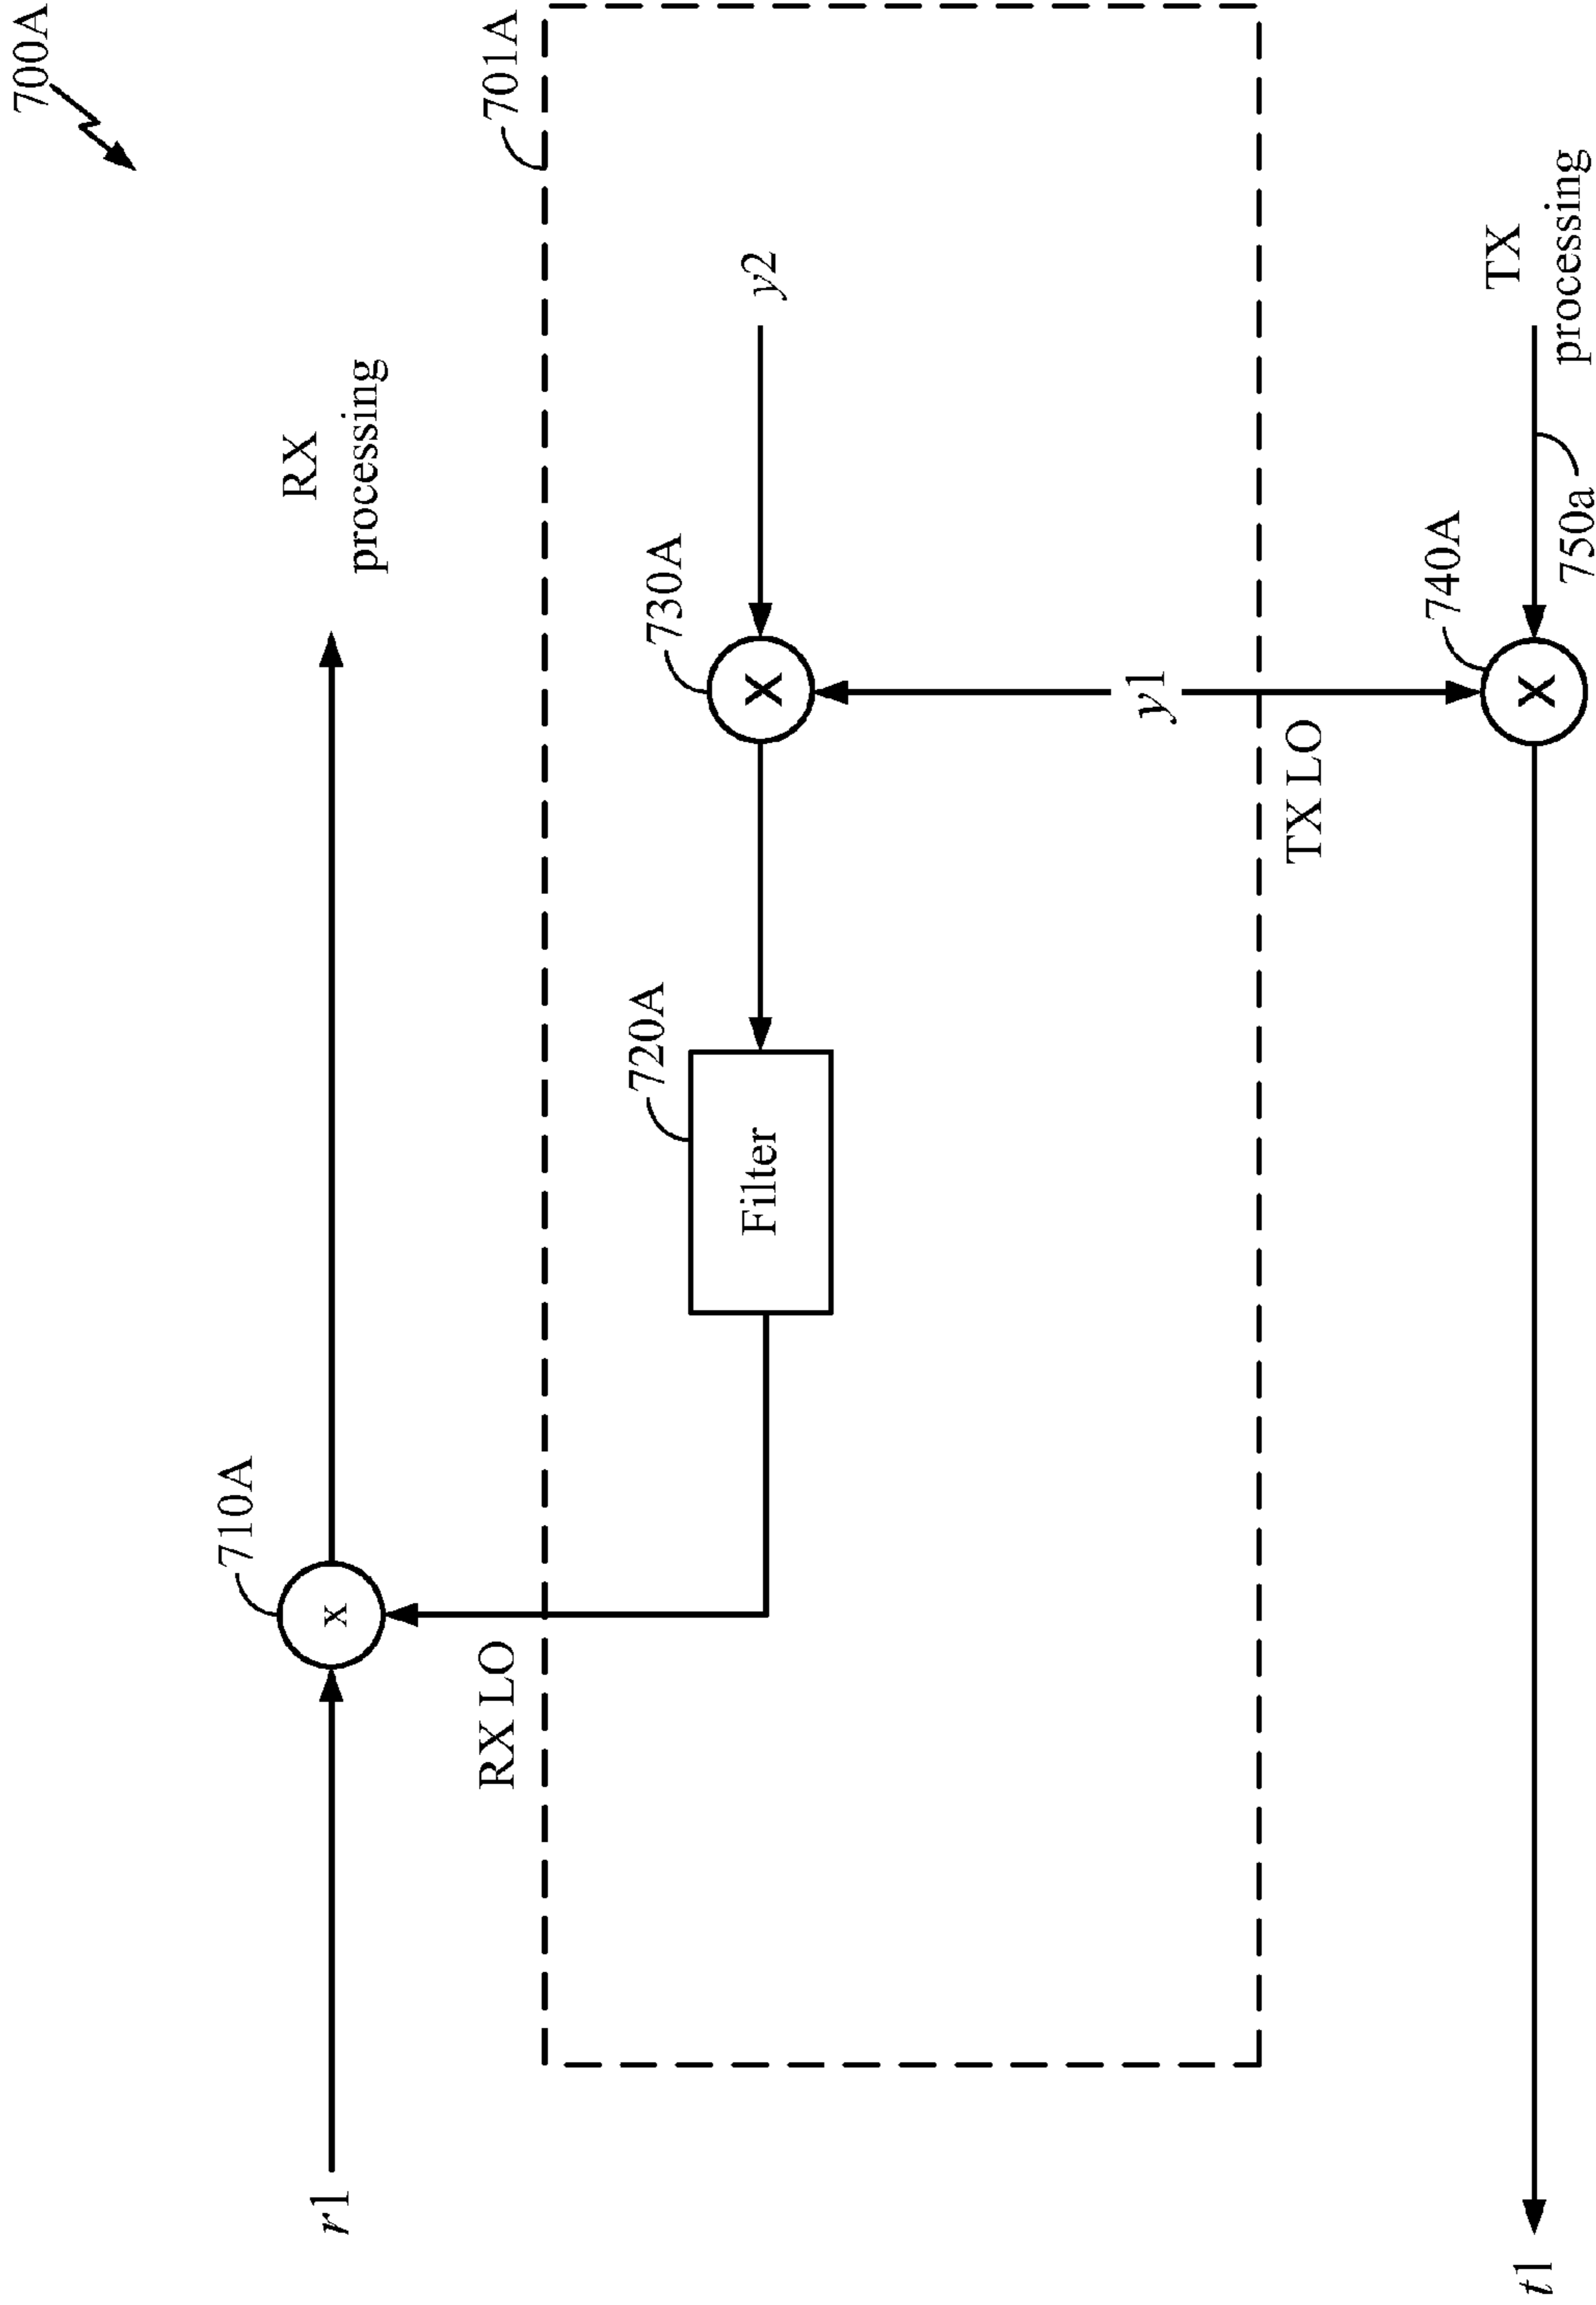 700A
710A
RX
processing
r1
RX LO
701A
720A
730A
Filter
X
y2
x
y1
TX LO
740A
TX
processing
X
750a
t1